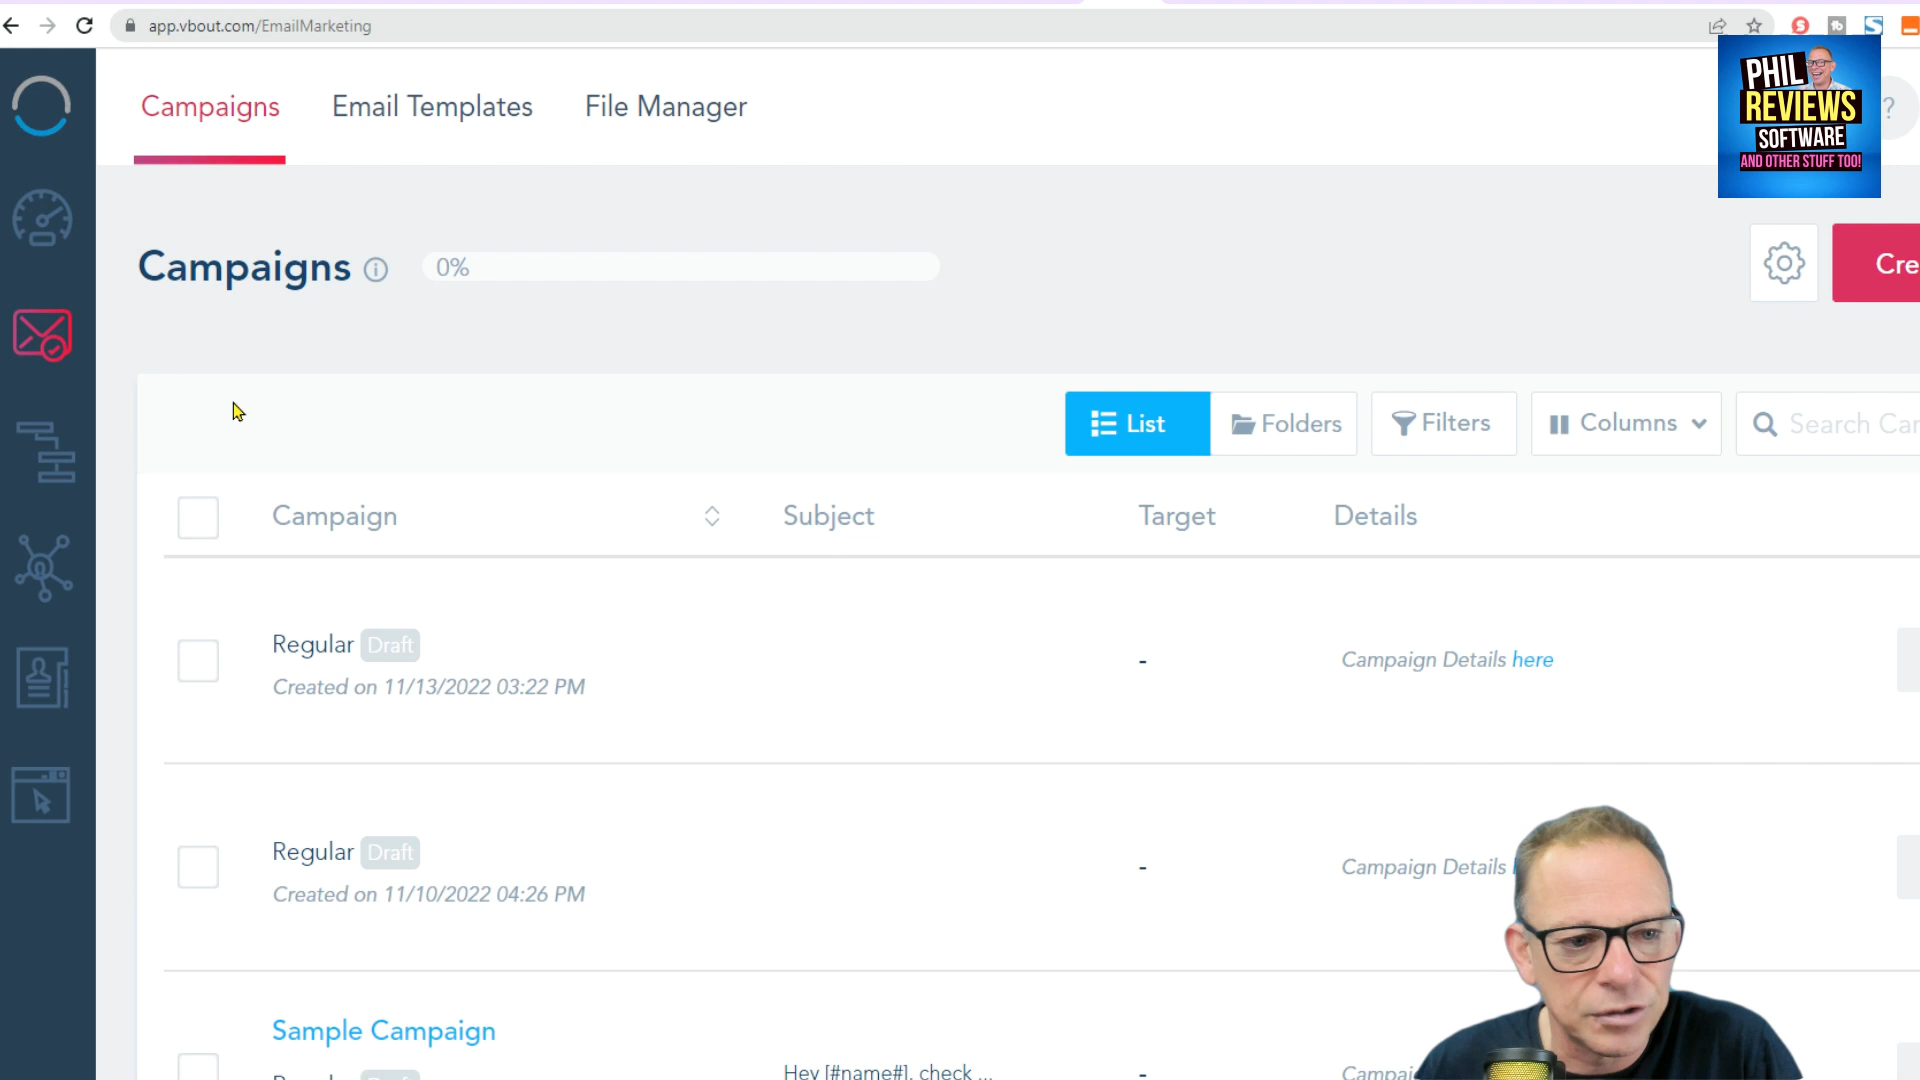 app.vbout.com/EmailMarketing
Campaigns
Email Templates
File Manager
PHIL
REVIEWS
SOFTWARE
AND OTHER STUFF TOO!
?
Campaigns
0%
Cre
List
Folders
Filters
Columns
Search Car
Campaign
Subject
Target
Details
Regular Draft
Created on 11/13/2022 03:22 PM
-
Campaign Details here
Regular Draft
Created on 11/10/2022 04:26 PM
-
Campaign Details
Sample Campaign
Hey [#name#], check ...
-